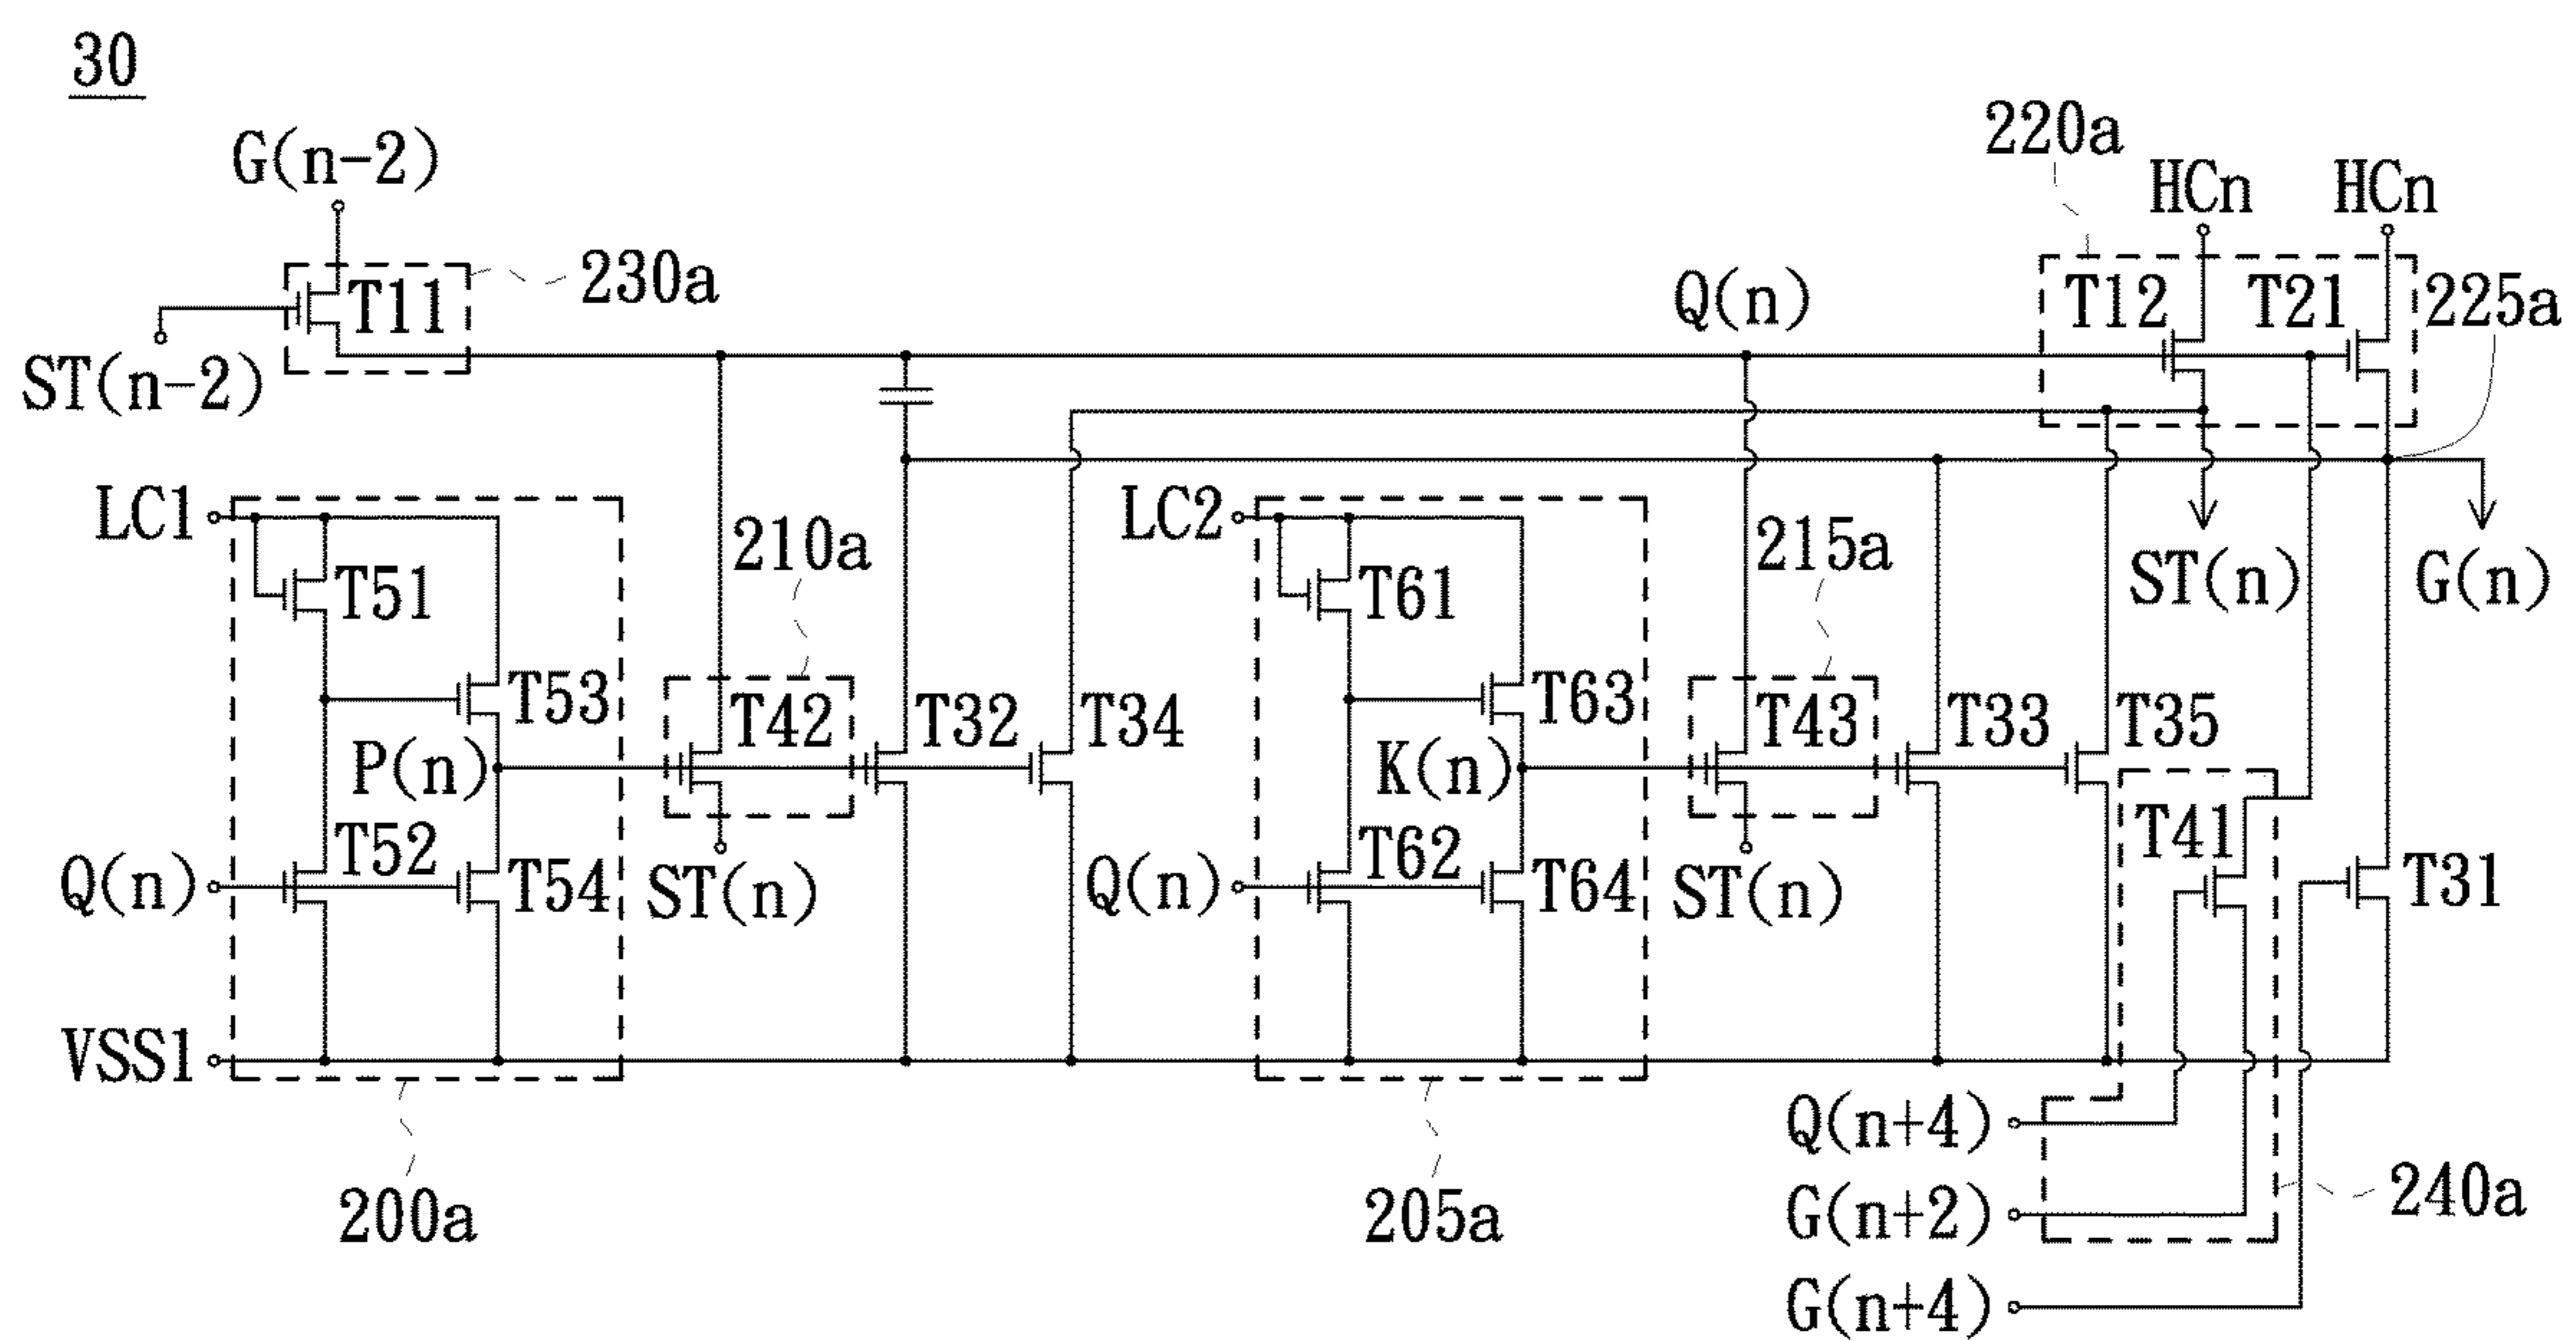 30
G(n-2)
220a
HCn
HCn
230a
T11
Q(n)
T12
T21
225a
ST(n-2)
LC1
210a
LC2
215a
T51
T61
ST(n)
G(n)
T53
T42
T32
T34
T63
T43
T33
T35
P(n)
K(n)
T52
T62
T41
Q(n)
T54
ST(n)
Q(n)
T64
ST(n)
T31
VSS1
Q(n+4)
200a
205a
G(n+2)
240a
G(n+4)